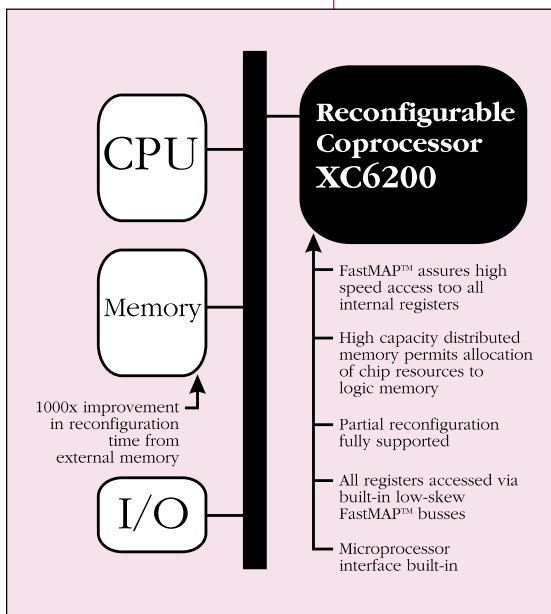 CPU
Memory
1000x improvement
in reconfiguration
time from
external memory
I/O
Reconfigurable
Coprocessor
XC6200
FastMAP™ assures high
speed access too all
internal registers
High capacity distributed
memory permits allocation
of chip resources to
logic memory
Partial reconfiguration
fully supported
All registers accessed via
built-in low-skew
FastMAP™ busses
Microprocessor
interface built-in